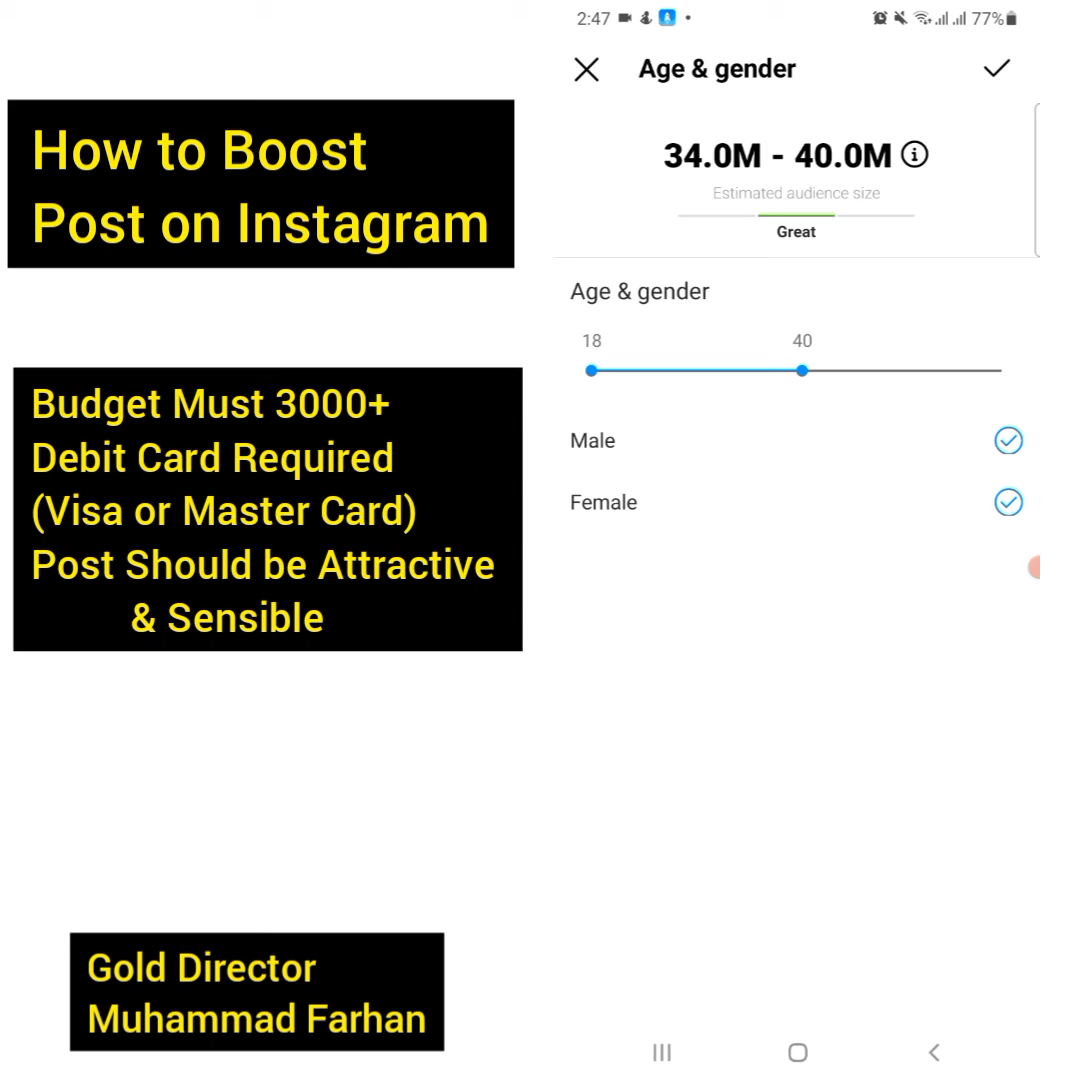 How to Boost
Post on Instagram
Budget Must 3000+
Debit Card Required
(Visa or Master Card)
Post Should be Attractive
& Sensible
Gold Director
Muhammad Farhan
2:47
77%
Age & gender
34.0M - 40.0M
Estimated audience size
Great
Age & gender
18 40
Male
Female